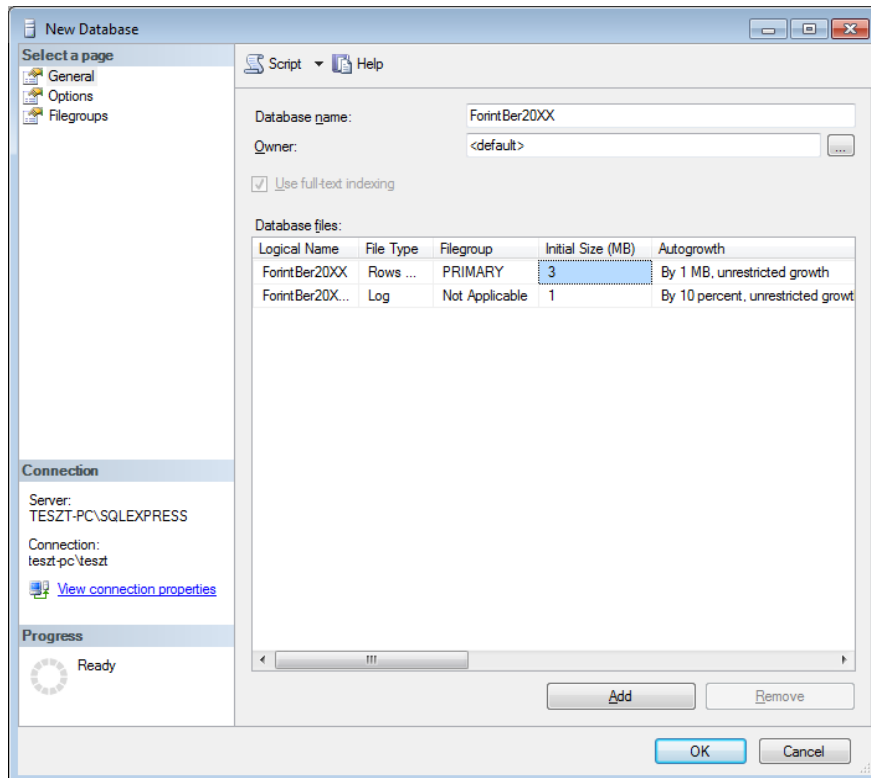 New Database
Select a page
General
Options
Filegroups
Script
Help
Database name:
ForintBer20XX
Owner:
<default>
...
Use full-text indexing
Database files:
Logical Name File Type Filegroup Initial Size (MB) Autogrowth
ForintBer20XX Rows ... PRIMARY 3 By 1 MB, unrestricted growth
ForintBer20X... Log Not Applicable 1 By 10 percent, unrestricted growt
Connection
Server:
TESZT-PC\SQLEXPRESS
Connection:
teszt-pc\teszt
View connection properties
Progress
Ready
Add
Remove
OK
Cancel